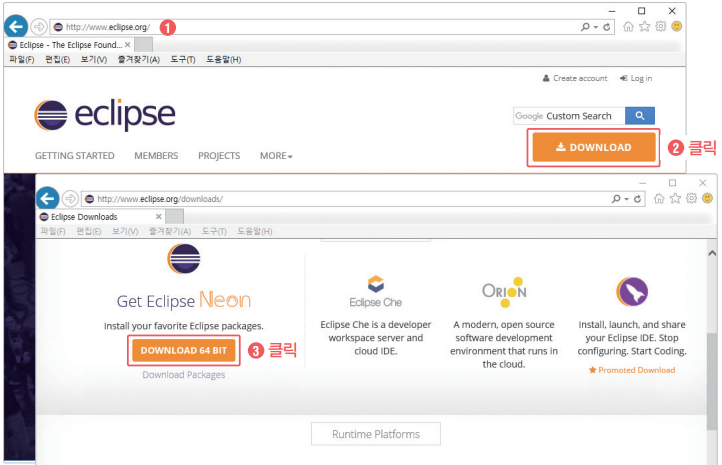 http://www.eclipse.org/ 1
Eclipse - The Eclipse Found... ×
파일(F) 편집(E) 보기(V) 즐겨찾기(A) 도구(T) 도움말(H)
Create account Log in
eclipse
Google Custom Search
DOWNLOAD 2 클릭
GETTING STARTED MEMBERS PROJECTS MORE
http://www.eclipse.org/downloads/
Eclipse Downloads ×
파일(F) 편집(E) 보기(V) 즐겨찾기(A) 도구(T) 도움말(H)
Get Eclipse Neon
Install your favorite Eclipse packages.
DOWNLOAD 64 BIT 3 클릭
Download Packages
Eclipse Che
Eclipse Che is a developer
workspace server and
cloud IDE.
ORION
A modern, open source
software development
environment that runs in
the cloud.
Install, launch, and share
your Eclipse IDE. Stop
configuring. Start Coding.
Promoted Download
Runtime Platforms